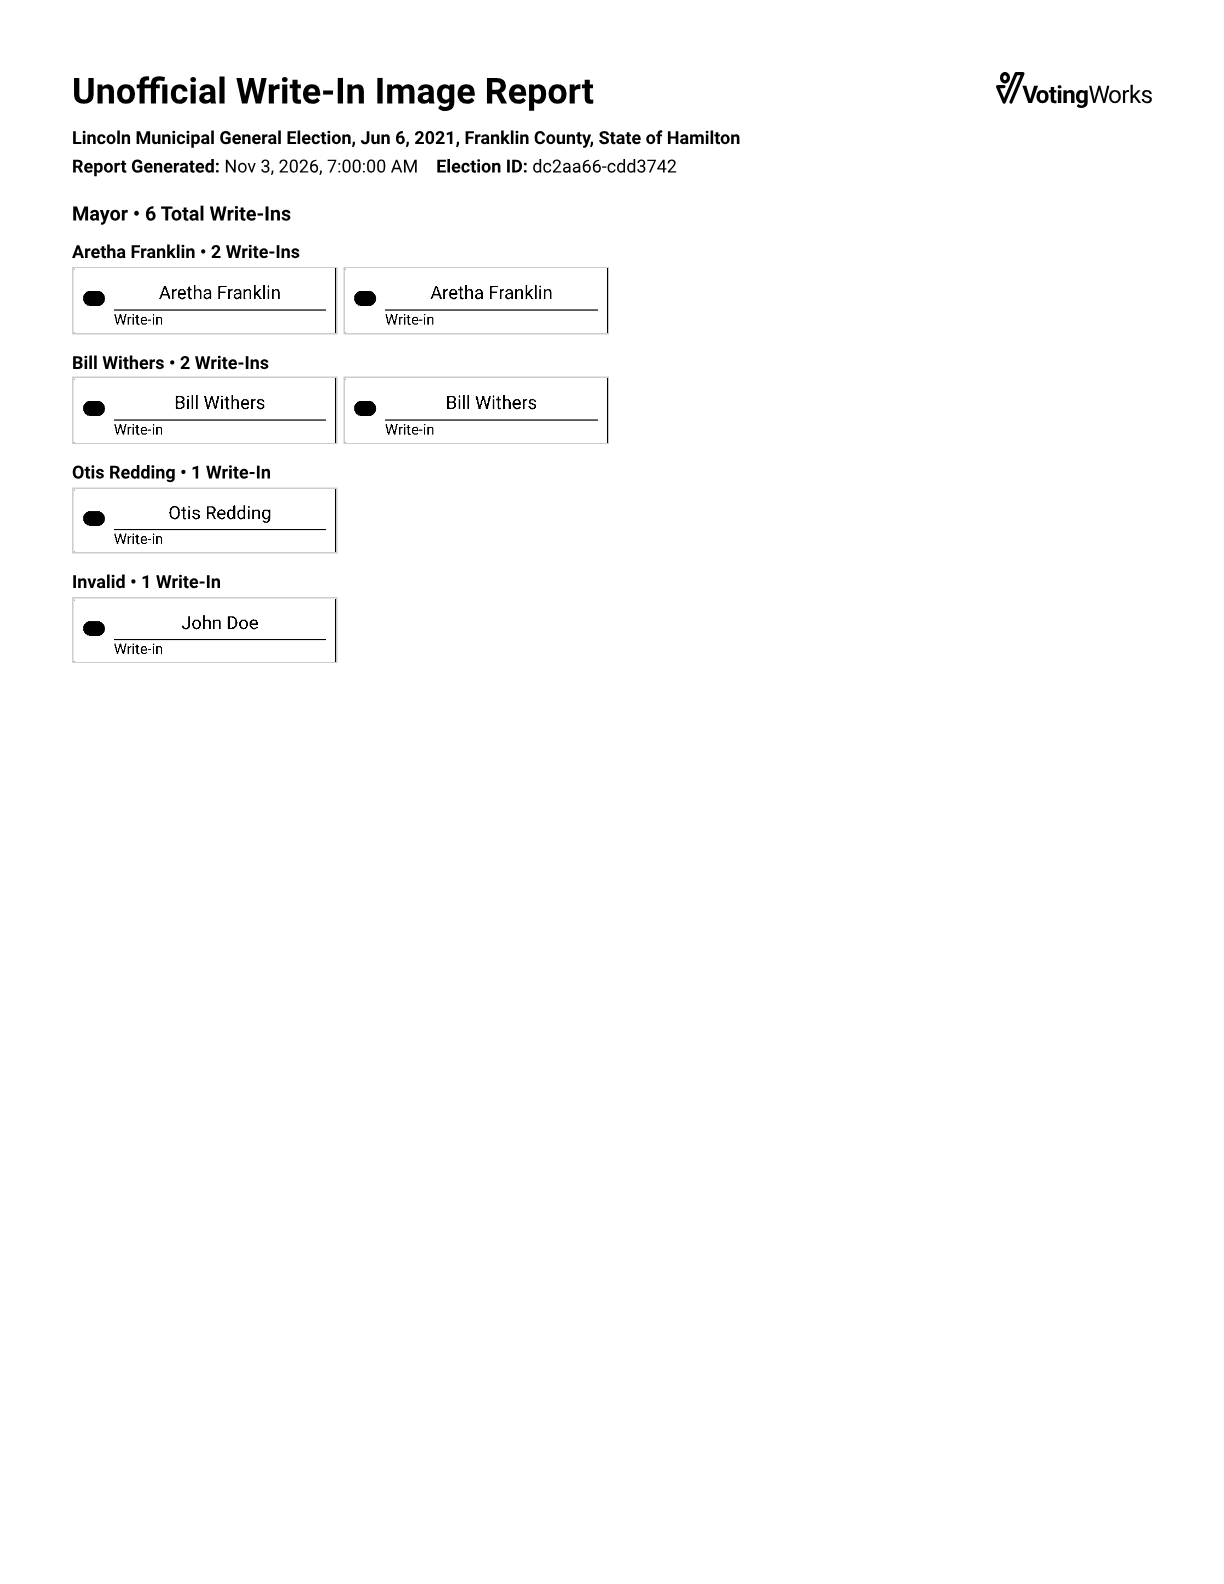 Unofficial Write-In Image Report
VotingWorks
Lincoln Municipal General Election, Jun 6, 2021, Franklin County, State of Hamilton
Report Generated: Nov 3, 2026, 7:00:00 AM Election ID: dc2aa66-cdd3742
Mayor • 6 Total Write-Ins
Aretha Franklin • 2 Write-Ins
Aretha Franklin
Write-in
Aretha Franklin
Write-in
Bill Withers • 2 Write-Ins
Bill Withers
Write-in
Bill Withers
Write-in
Otis Redding • 1 Write-In
Otis Redding
Write-in
Invalid • 1 Write-In
John Doe
Write-in